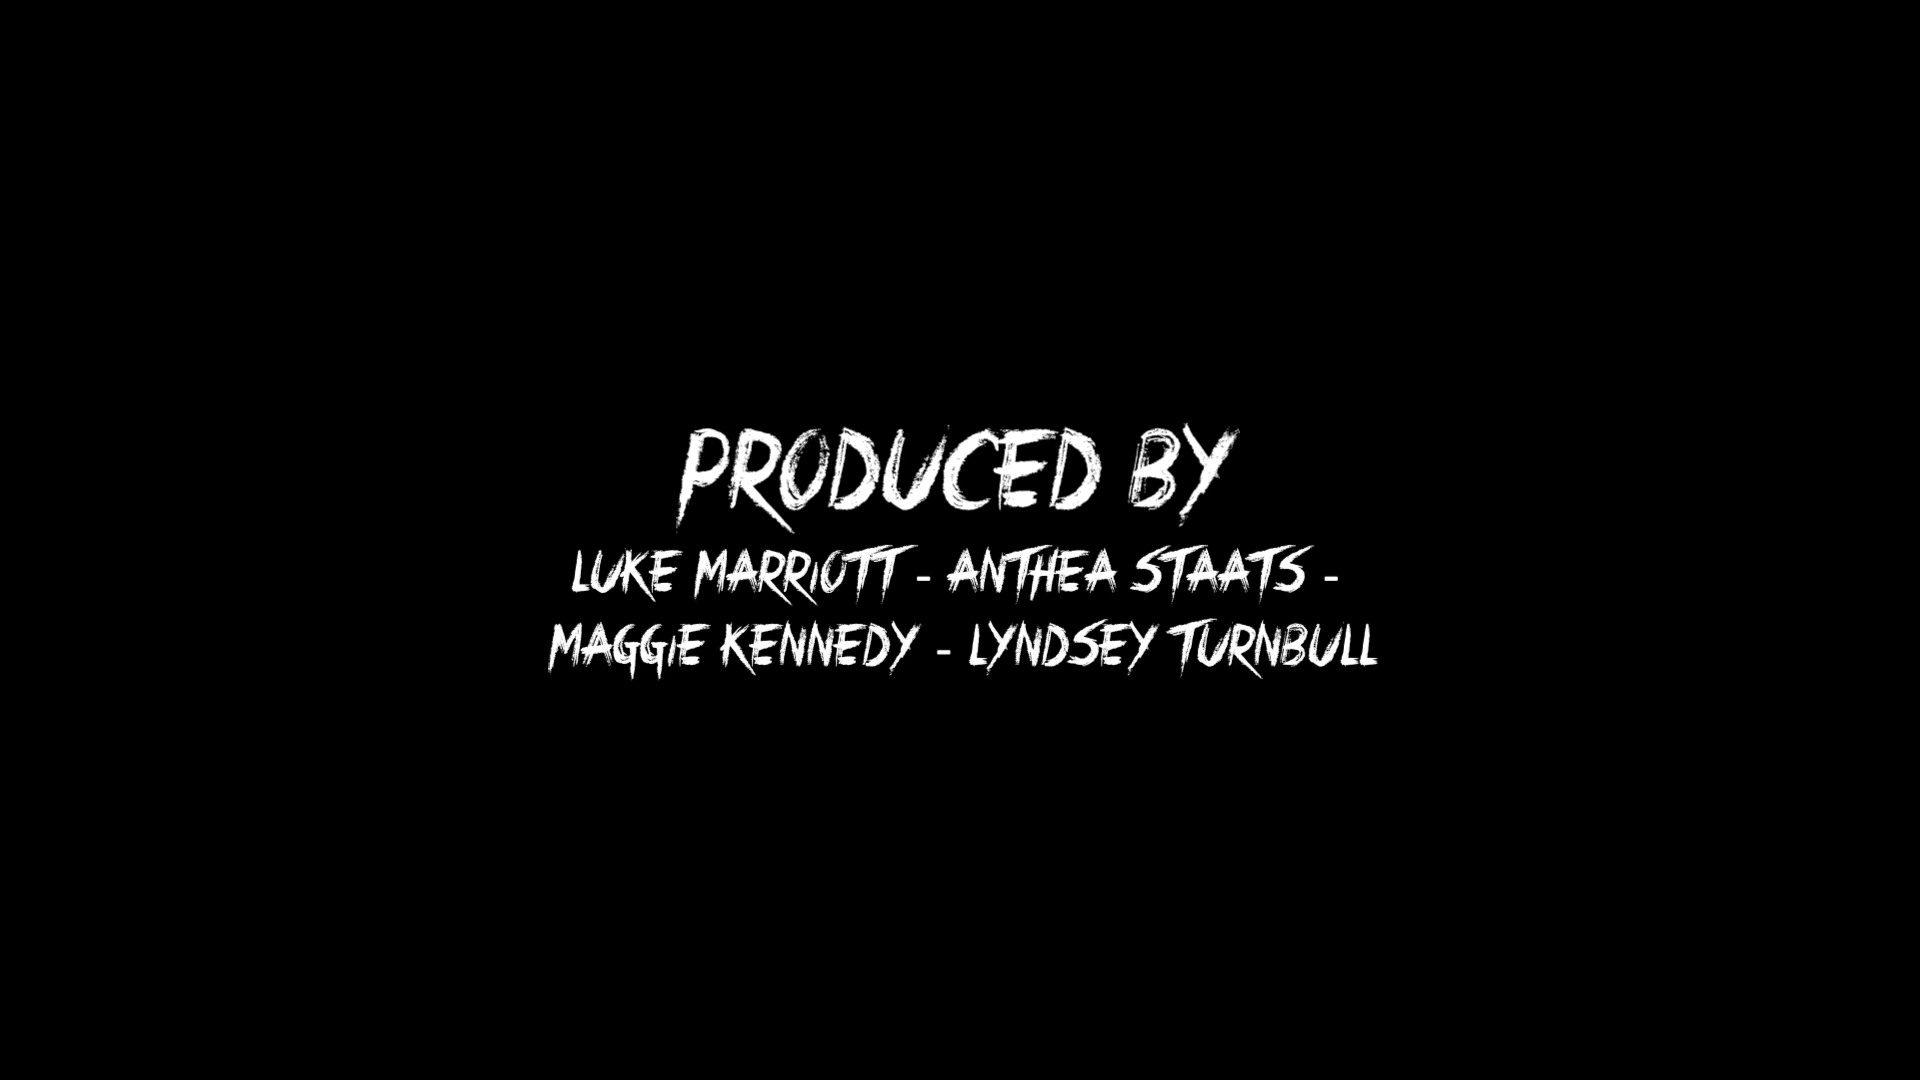 PRODUCED BY
LUKE MARRIOTT - ANTHEA STAATS -
MAGGIE KENNEDY - LYNDSEY TURNBULL